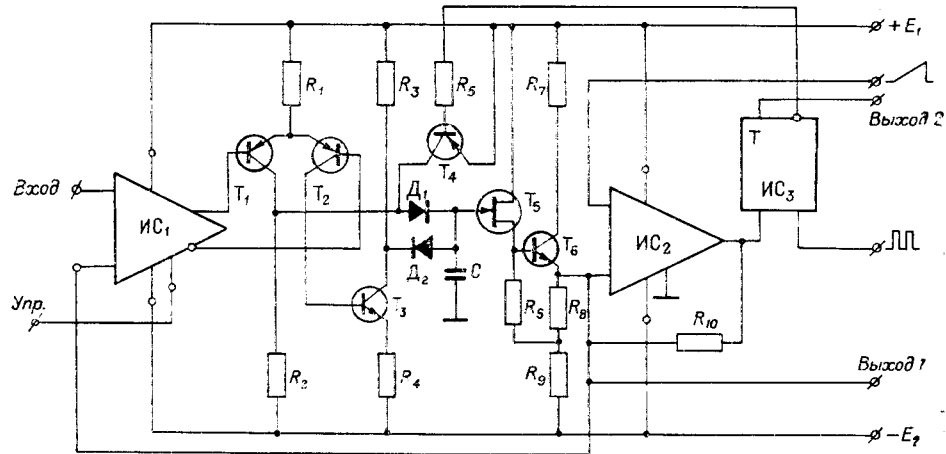 +E₁
R₁
R₃
R₅
R₇
Выход 2
T
ИС₃
Вход
ИС₁
T₁
T₂
T₄
Д₁
T₅
T₆
ИС₂
Д₂
C
Упр.
T₃
R₅
R₈
R₁₀
R₂
R₄
R₉
Выход 1
−E₂